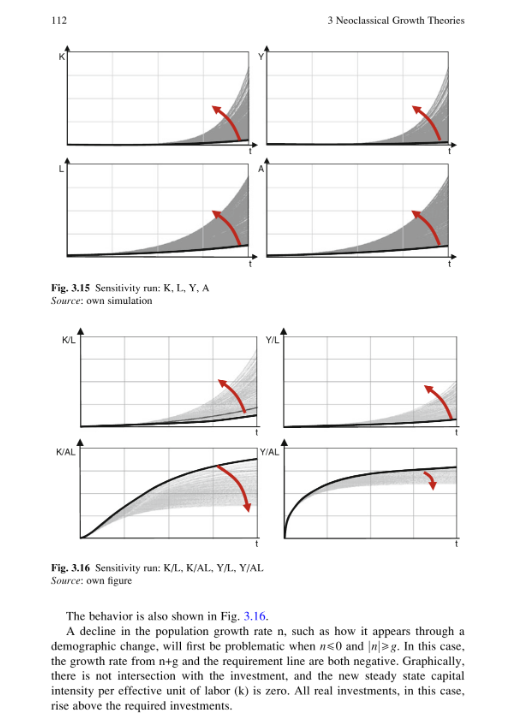 112
3 Neoclassical Growth Theories
K
Y
t
t
L
A
t
t
Fig. 3.15 Sensitivity run: K, L, Y, A
Source: own simulation
K/L
Y/L
t
t
K/AL
Y/AL
t
t
Fig. 3.16 Sensitivity run: K/L, K/AL, Y/L, Y/AL
Source: own figure
The behavior is also shown in Fig. 3.16.
A decline in the population growth rate n, such as how it appears through a
demographic change, will first be problematic when n⩽0 and |n|⩾g. In this case,
the growth rate from n+g and the requirement line are both negative. Graphically,
there is not intersection with the investment, and the new steady state capital
intensity per effective unit of labor (k) is zero. All real investments, in this case,
rise above the required investments.